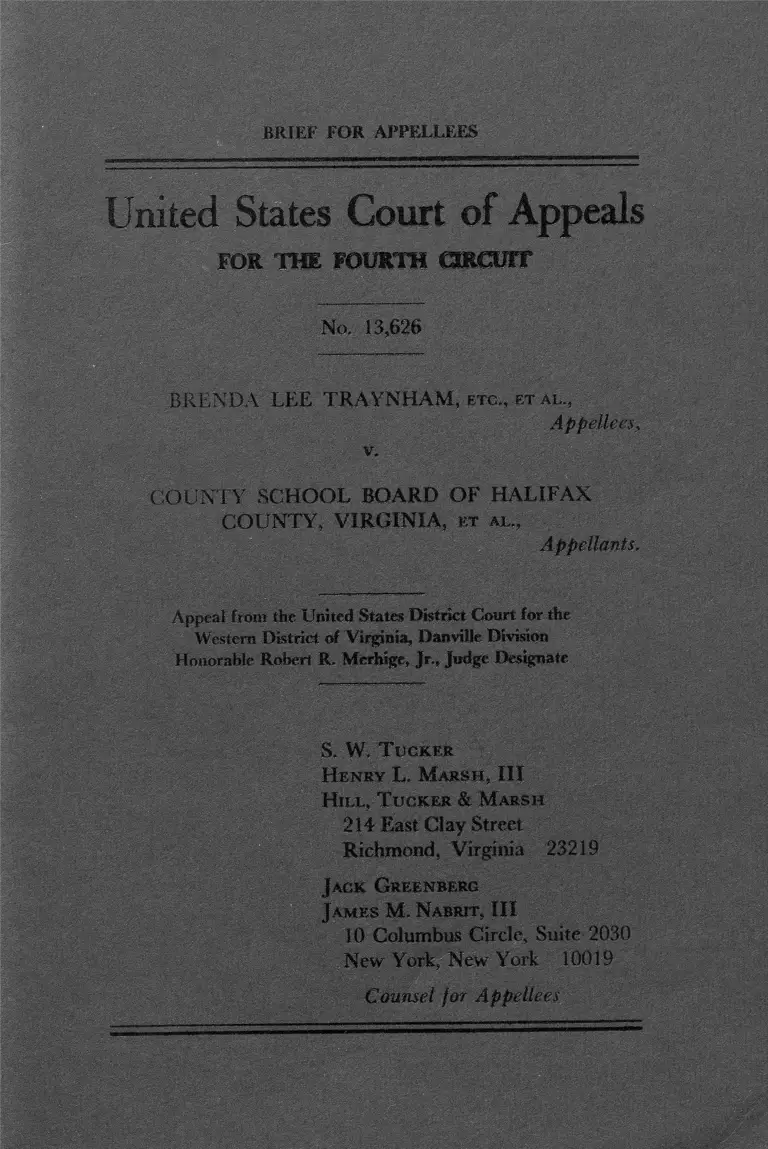 BRIEF FOR APPELLEES
United States Court of Appeals
FOR THE FOURTH CIRCUIT
No. 13,626
BRENDA LEE TRAYNHAM, ETC., ET AL.,
Appellees,
v.
COUNTY SCHOOL BOARD OF HALIFAX
COUNTY, VIRGINIA, ET AL.,
Appellants.
Appeal from the United States District Court for the
Western District of Virginia, Danville Division
Honorable Robert R. Merhige, Jr., Judge Designate
S. W. TUCKER
HENRY L. MARSH, III
HILL, TUCKER & MARSH
214 East Clay Street
Richmond, Virginia 23219
JACK GREENBERG
JAMES M. NABRIT, III
10 Columbus Circle, Suite 2030
New York, New York 10019
Counsel for Appellees